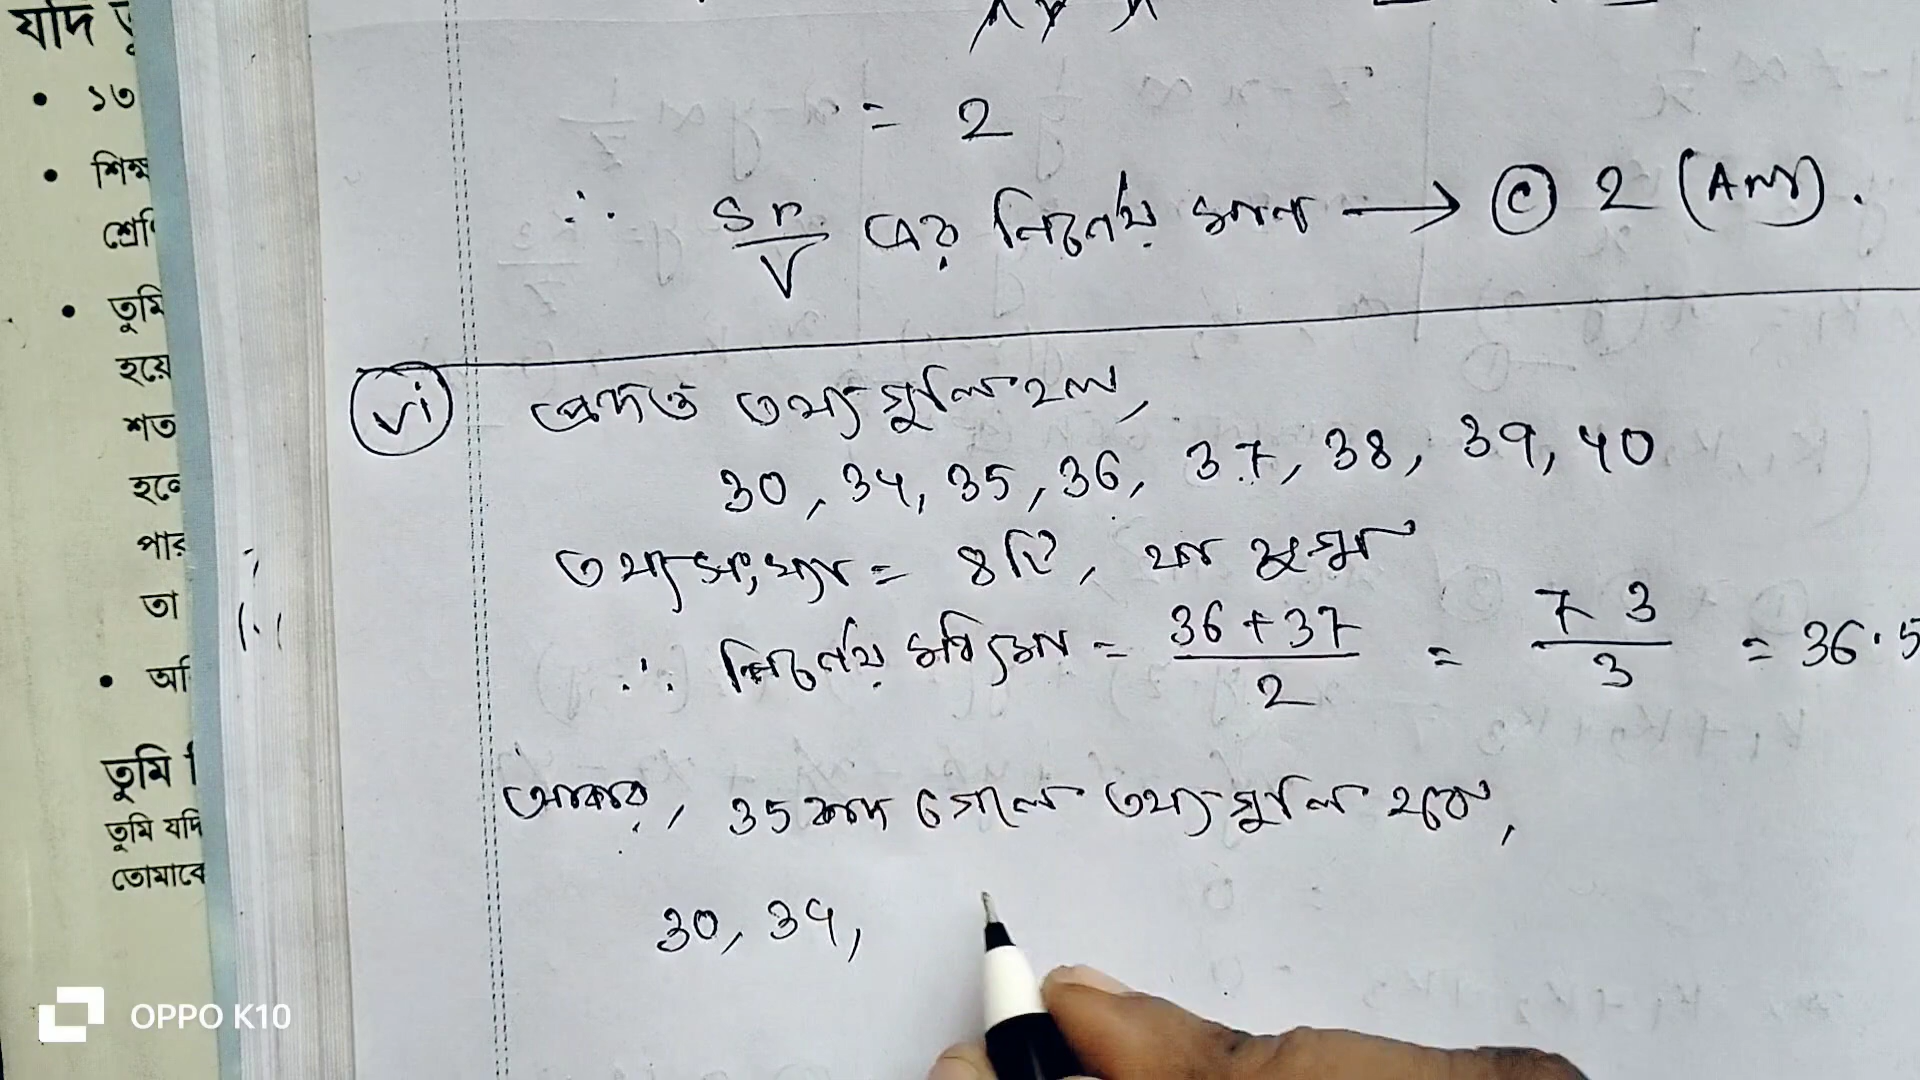 যদি তু
• ১৩
• শিক্ষ
শ্রেণি
• তুমি
হয়ে
শত
হলে
পার
তা
• অ
তুমি
তুমি যদি
তোমাকে
= 2
∴ Sr/V এর নির্ণেয় মান → (c) 2 (Ans).
(vi) প্রদত্ত তথ্যগুলি হল,
30, 34, 35, 36, 37, 38, 39, 40
তথ্যসংখ্যা = 8টি, যা যুগ্ম
∴ নির্ণেয় মধ্যমা = 36+37/2 = 73/3 = 36.5
আবার, 35 বাদ গেলে তথ্যগুলি হবে,
30, 34,
OPPO K10